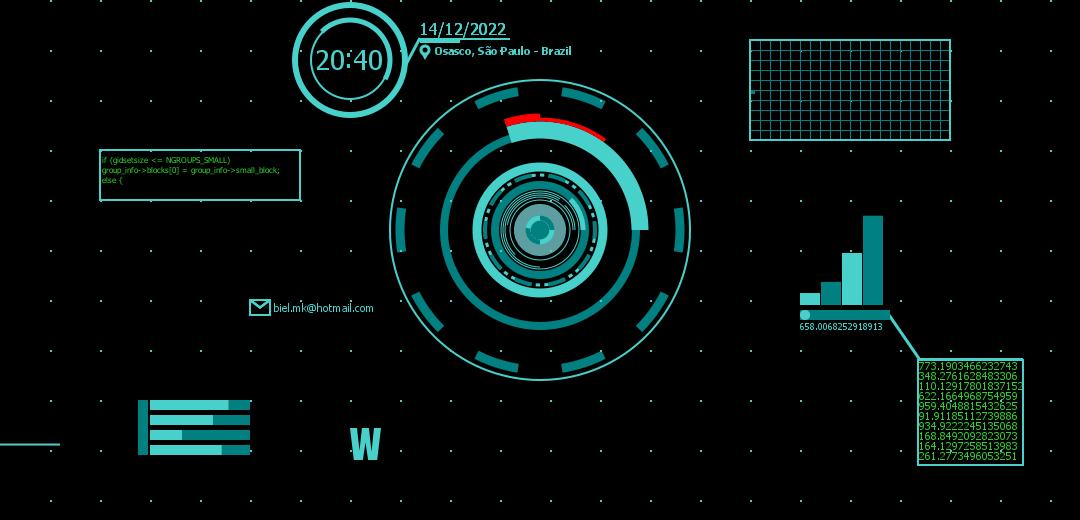 14/12/2022
20:40
Osasco, São Paulo - Brazil
if (gidsetsize <= NGROUPS_SMALL)
group_info->blocks[0] = group_info->small_block;
else {
biel.mk@hotmail.com
658.0068252918913
773.1903466232743
348.2761628483306
110.12917801837152
622.1664968754959
959.4048815432625
91.91185112739886
934.9222245135068
168.8492092823073
164.1297258513983
261.2773496053251
W